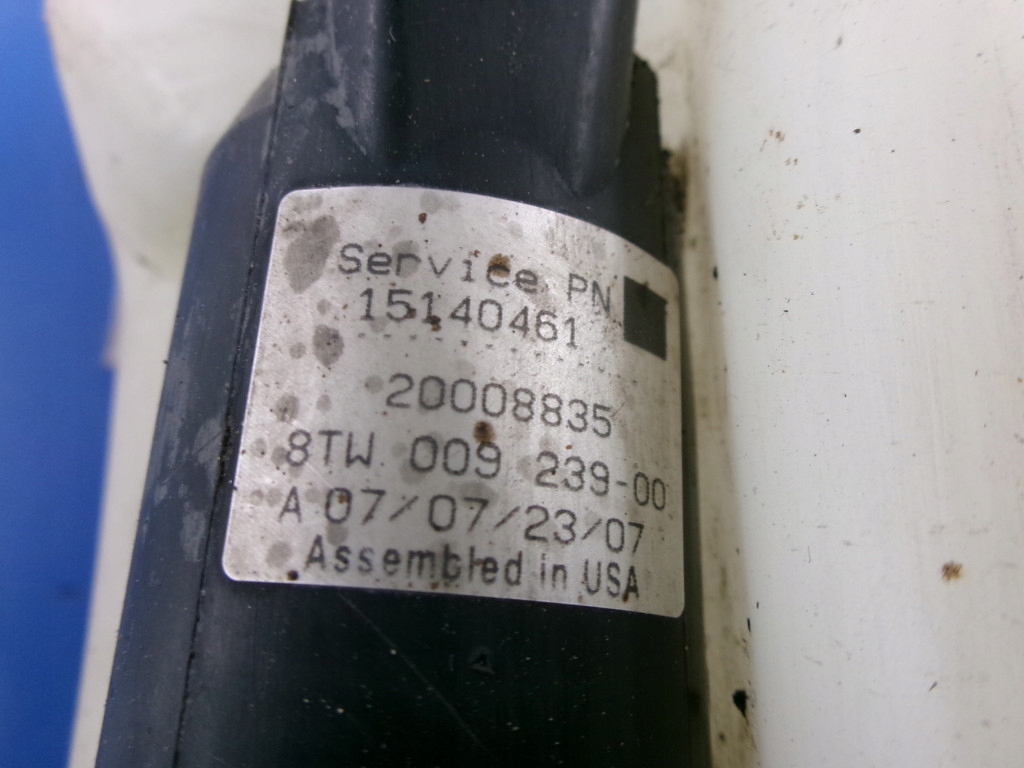 Service PN
15140461
20008835
8TW 009 239-00
A 07/07/23/07
Assembled in USA